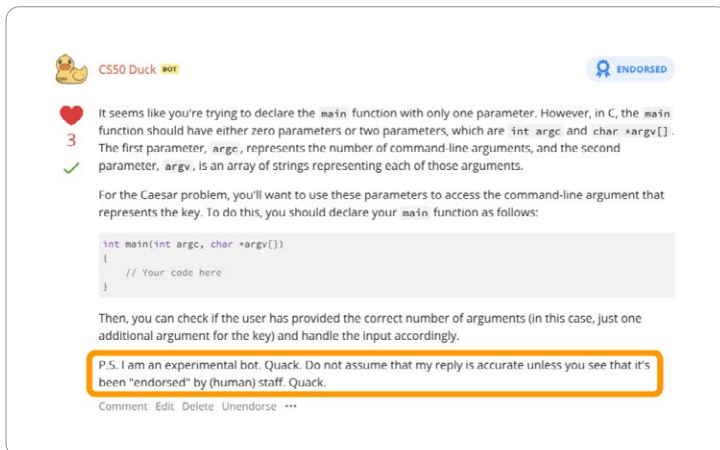 CS50 Duck BOT
ENDORSED
It seems like you're trying to declare the main function with only one parameter. However, in C, the main
function should have either zero parameters or two parameters, which are int argc and char *argv[].
3
The first parameter, argc, represents the number of command-line arguments, and the second
parameter, argv, is an array of strings representing each of those arguments.
For the Caesar problem, you'll want to use these parameters to access the command-line argument that
represents the key. To do this, you should declare your main function as follows:
int main(int argc, char *argv[])
{
// Your code here
}
Then, you can check if the user has provided the correct number of arguments (in this case, just one
additional argument for the key) and handle the input accordingly.
P.S. I am an experimental bot. Quack. Do not assume that my reply is accurate unless you see that it's
been "endorsed" by (human) staff. Quack.
Comment Edit Delete Unendorse •••